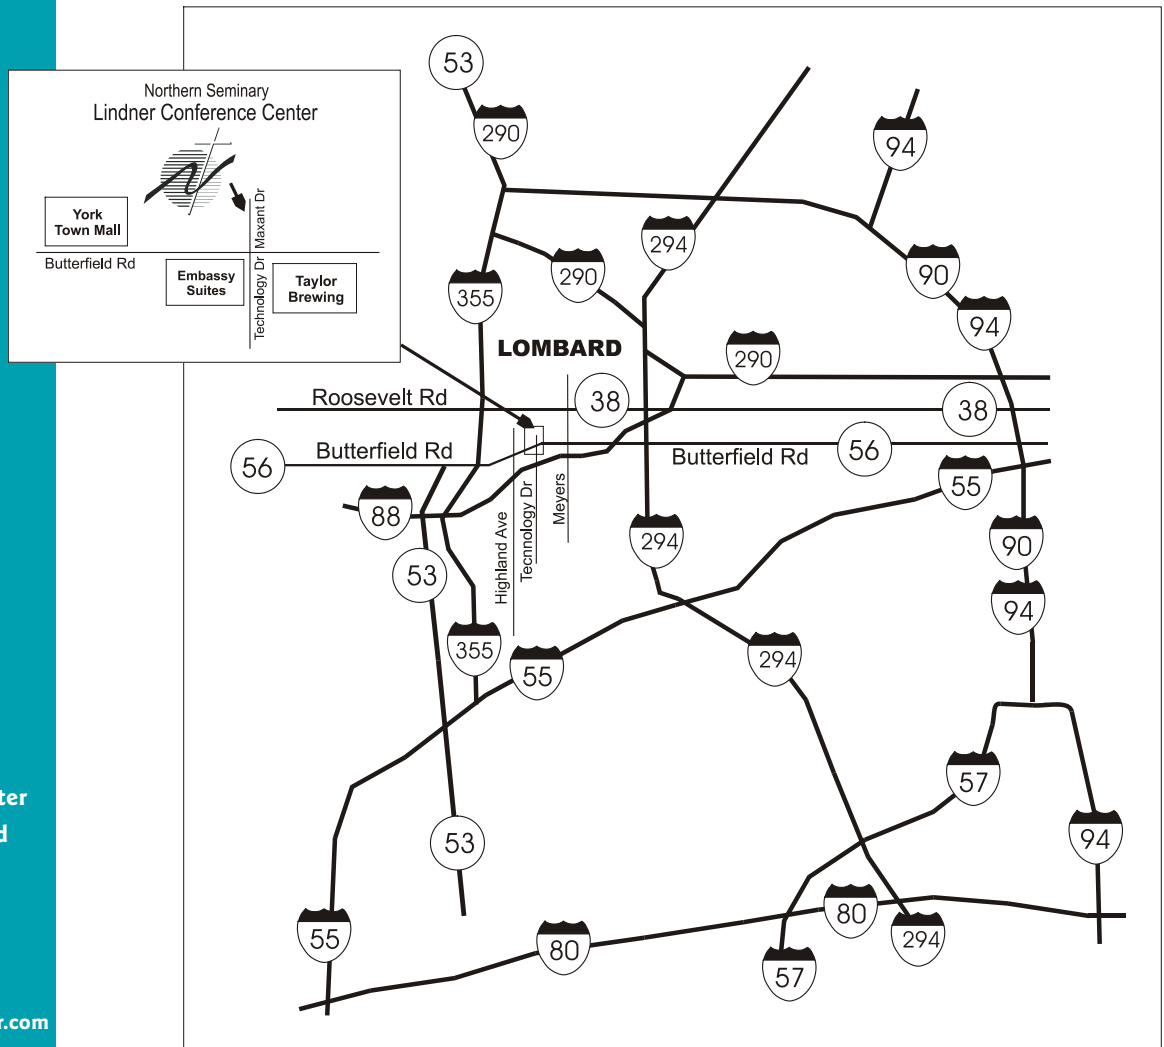 53
Northern Seminary
Lindner Conference Center
290
94
Maxant Dr
York
Town Mall
294
Butterfield Rd
Technology Dr
Embassy
Suites
Taylor
Brewing
290
90
355
94
LOMBARD
290
Roosevelt Rd
38
38
Butterfield Rd
56
Butterfield Rd
56
55
88
Highland Ave
Tecnnology Dr
Meyers
294
90
53
94
355
55
294
57
ter
d
53
94
55
80
80
294
57
r.com